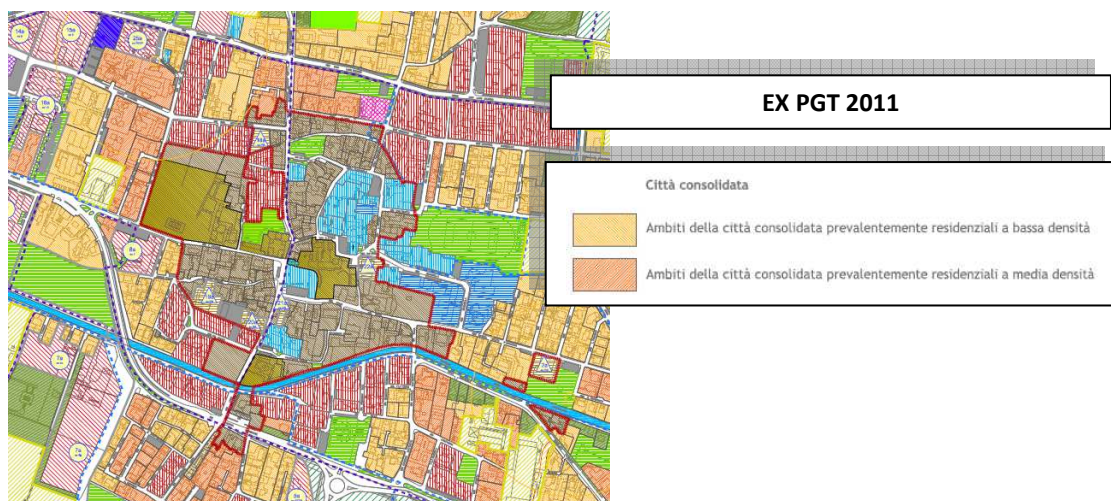 EX PGT 2011
Città consolidata
Ambiti della città consolidata prevalentemente residenziali a bassa densità
Ambiti della città consolidata prevalentemente residenziali a media densità